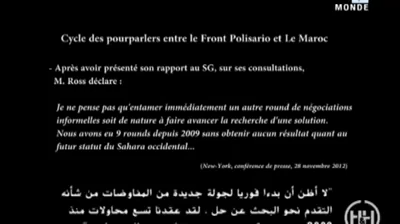 MONDE
Cycle des pourparlers entre le Front Polisario et Le Maroc
- Après avoir présenté son rapport au SG, sur ses consultations,
M. Ross déclare :
Je ne pense pas qu'entamer immédiatement un autre round de négociations
informelles soit de nature à faire avancer la recherche d'une solution.
Nous avons eu 9 rounds depuis 2009 sans obtenir aucun résultat quant au
futur statut du Sahara occidental...
(New-York, conférence de presse, 28 novembre 2012)
"لا أظن أن بدءا فوريا لجولة جديدة من المفاوضات من شأنه
التقدم نحو البحث عن حل ، لقد عقدنا تسع محاولات منذ